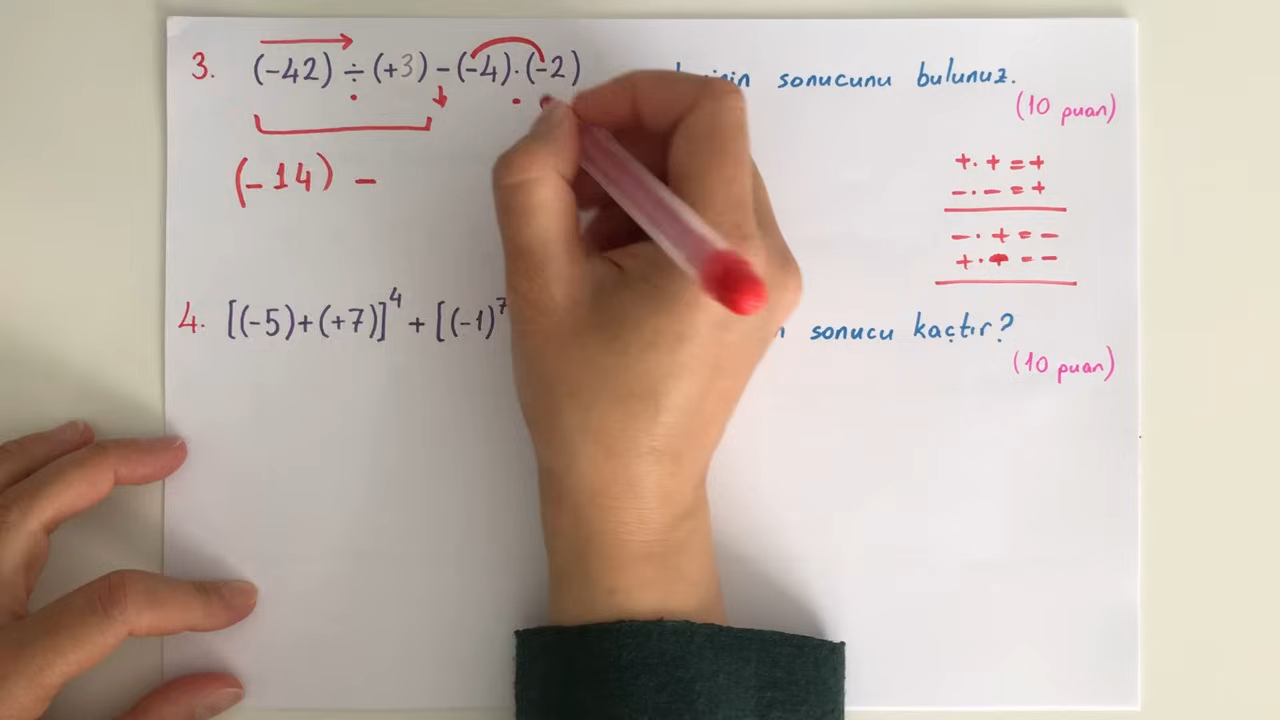 3. (-42) ÷ (+3) - (-4) · (-2) sonucunu bulunuz.
(10 puan)
(-14) -
+ · + = +
- · - = +
- · + = -
+ · - = -
4. [(-5)+(+7)]⁴ + [(-1)⁷ sonucu kaçtır?
(10 puan)